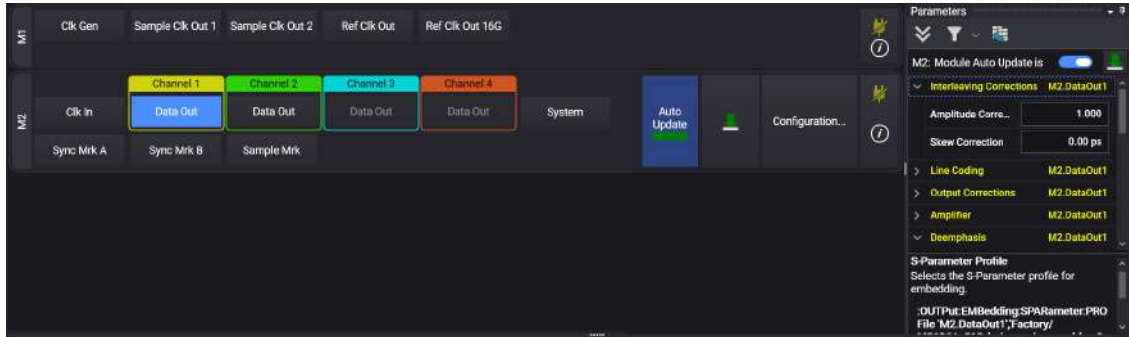 M1
Clk Gen
Sample Clk Out 1
Sample Clk Out 2
Ref Clk Out
Ref Clk Out 16G
M2
Channel 1
Channel 2
Channel 3
Channel 4
Clk In
Data Out
Data Out
Data Out
Data Out
System
Auto
Update
Configuration...
Sync Mrk A
Sync Mrk B
Sample Mrk
Parameters
M2: Module Auto Update is
Interleaving Corrections M2.DataOut1
Amplitude Corre... 1.000
Skew Correction 0.00 ps
Line Coding M2.DataOut1
Output Corrections M2.DataOut1
Amplifier M2.DataOut1
Deemphasis M2.DataOut1
S-Parameter Profile
Selects the S-Parameter profile for
embedding.
:OUTPut:EMBedding:SPARameter:PRO
File 'M2.DataOut1','Factory/